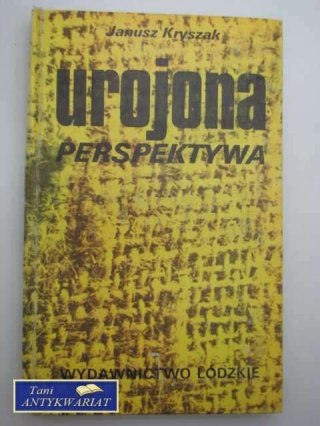 Janusz Kryszak
urojona
PERSPEKTYWA
WYDAWNICTWO ŁÓDZKIE
Tani
ANTYKWARIAT